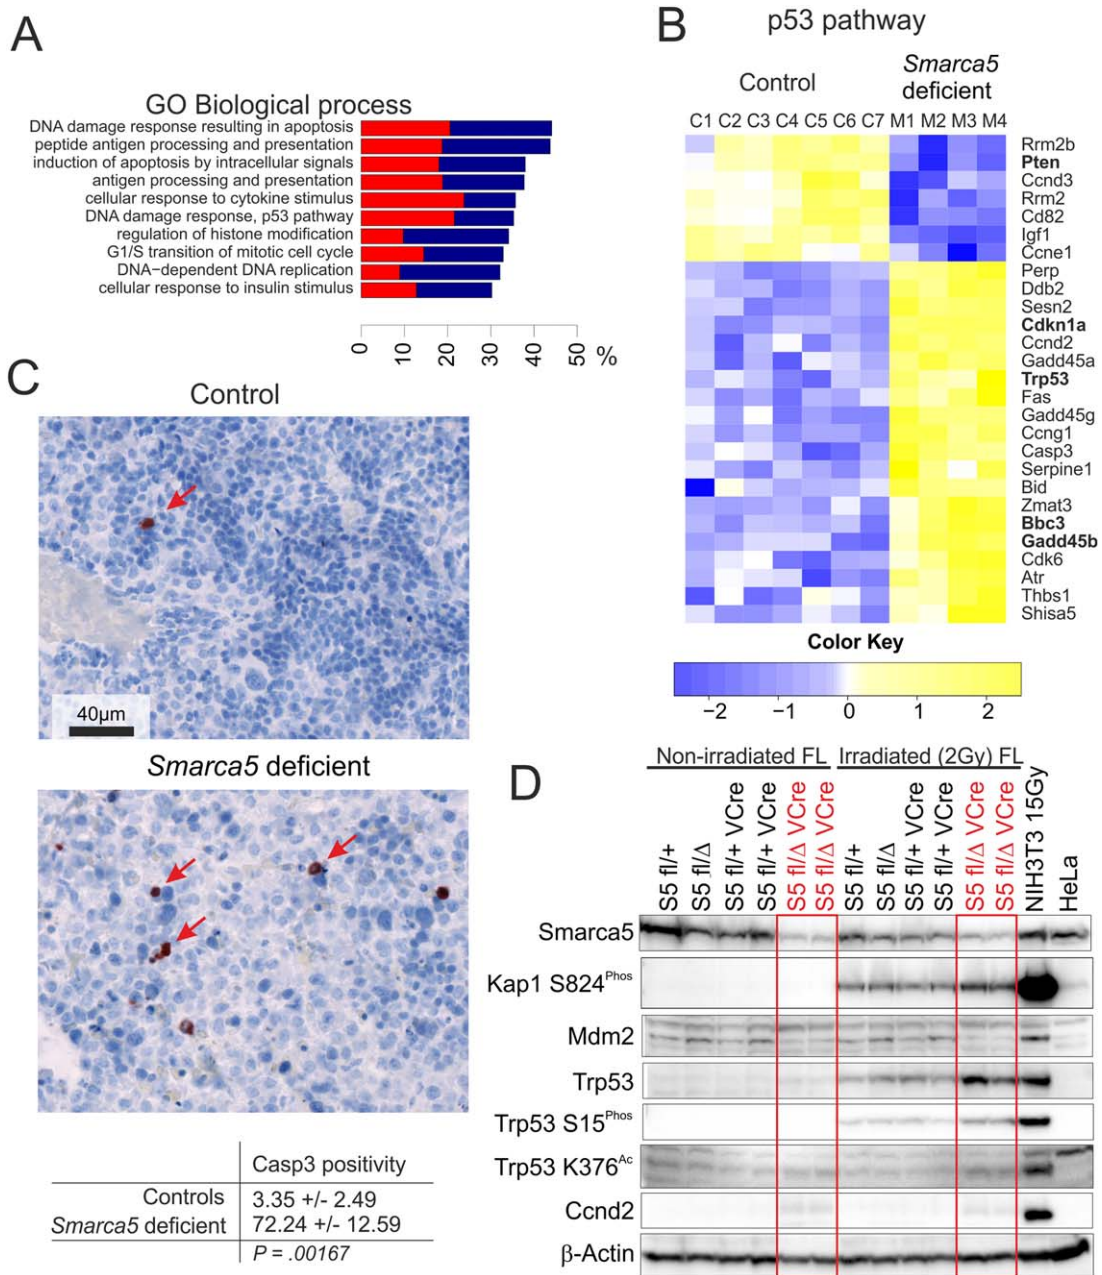 A
GO Biological process
DNA damage response resulting in apoptosis
peptide antigen processing and presentation
induction of apoptosis by intracellular signals
antigen processing and presentation
cellular response to cytokine stimulus
DNA damage response, p53 pathway
regulation of histone modification
G1/S transition of mitotic cell cycle
DNA−dependent DNA replication
cellular response to insulin stimulus
0 10 20 30 40 50 %
B
p53 pathway
Control
Smarca5 deficient
C1 C2 C3 C4 C5 C6 C7 M1 M2 M3 M4
Rrm2b
Pten
Ccnd3
Rrm2
Cd82
Igf1
Ccne1
Perp
Ddb2
Sesn2
Cdkn1a
Ccnd2
Gadd45a
Trp53
Fas
Gadd45g
Ccng1
Casp3
Serpine1
Bid
Zmat3
Bbc3
Gadd45b
Cdk6
Atr
Thbs1
Shisa5
Color Key
−2 −1 0 1 2
C
Control
40µm
Smarca5 deficient
Casp3 positivity
Controls 3.35 +/- 2.49
Smarca5 deficient 72.24 +/- 12.59
P = .00167
D
Non-irradiated FL Irradiated (2Gy) FL
S5 fl/+
S5 fl/Δ
S5 fl/+ VCre
S5 fl/+ VCre
S5 fl/Δ VCre
S5 fl/Δ VCre
S5 fl/+
S5 fl/Δ
S5 fl/+ VCre
S5 fl/+ VCre
S5 fl/Δ VCre
S5 fl/Δ VCre
NIH3T3 15Gy
HeLa
Smarca5
Kap1 S824Phos
Mdm2
Trp53
Trp53 S15Phos
Trp53 K376Ac
Ccnd2
β-Actin